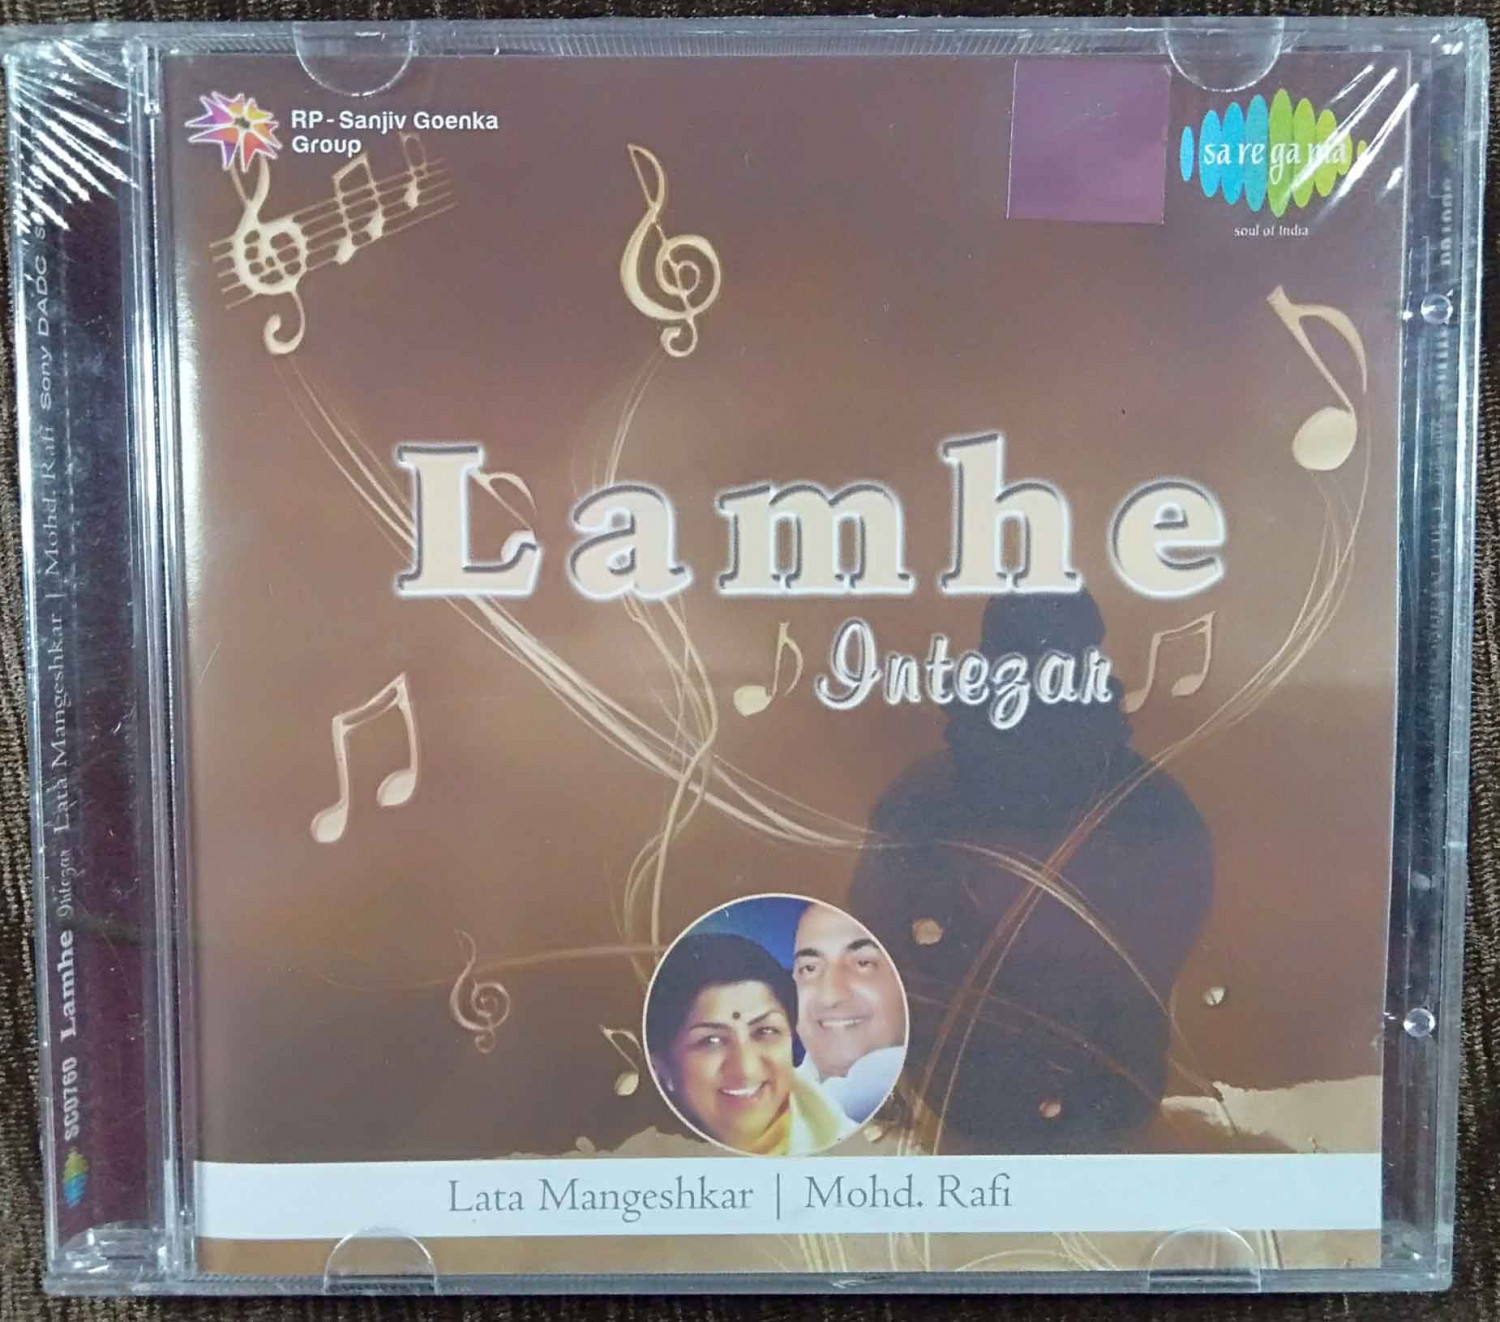 RP-Sanjiv Goenka
Group
sa re ga ma
soul of India
Lamhe
Intezar
Lata Mangeshkar | Mohd. Rafi
SCD760 Lamhe Intezar Lata Mangeshkar | Mohd. Rafi Sony DADC